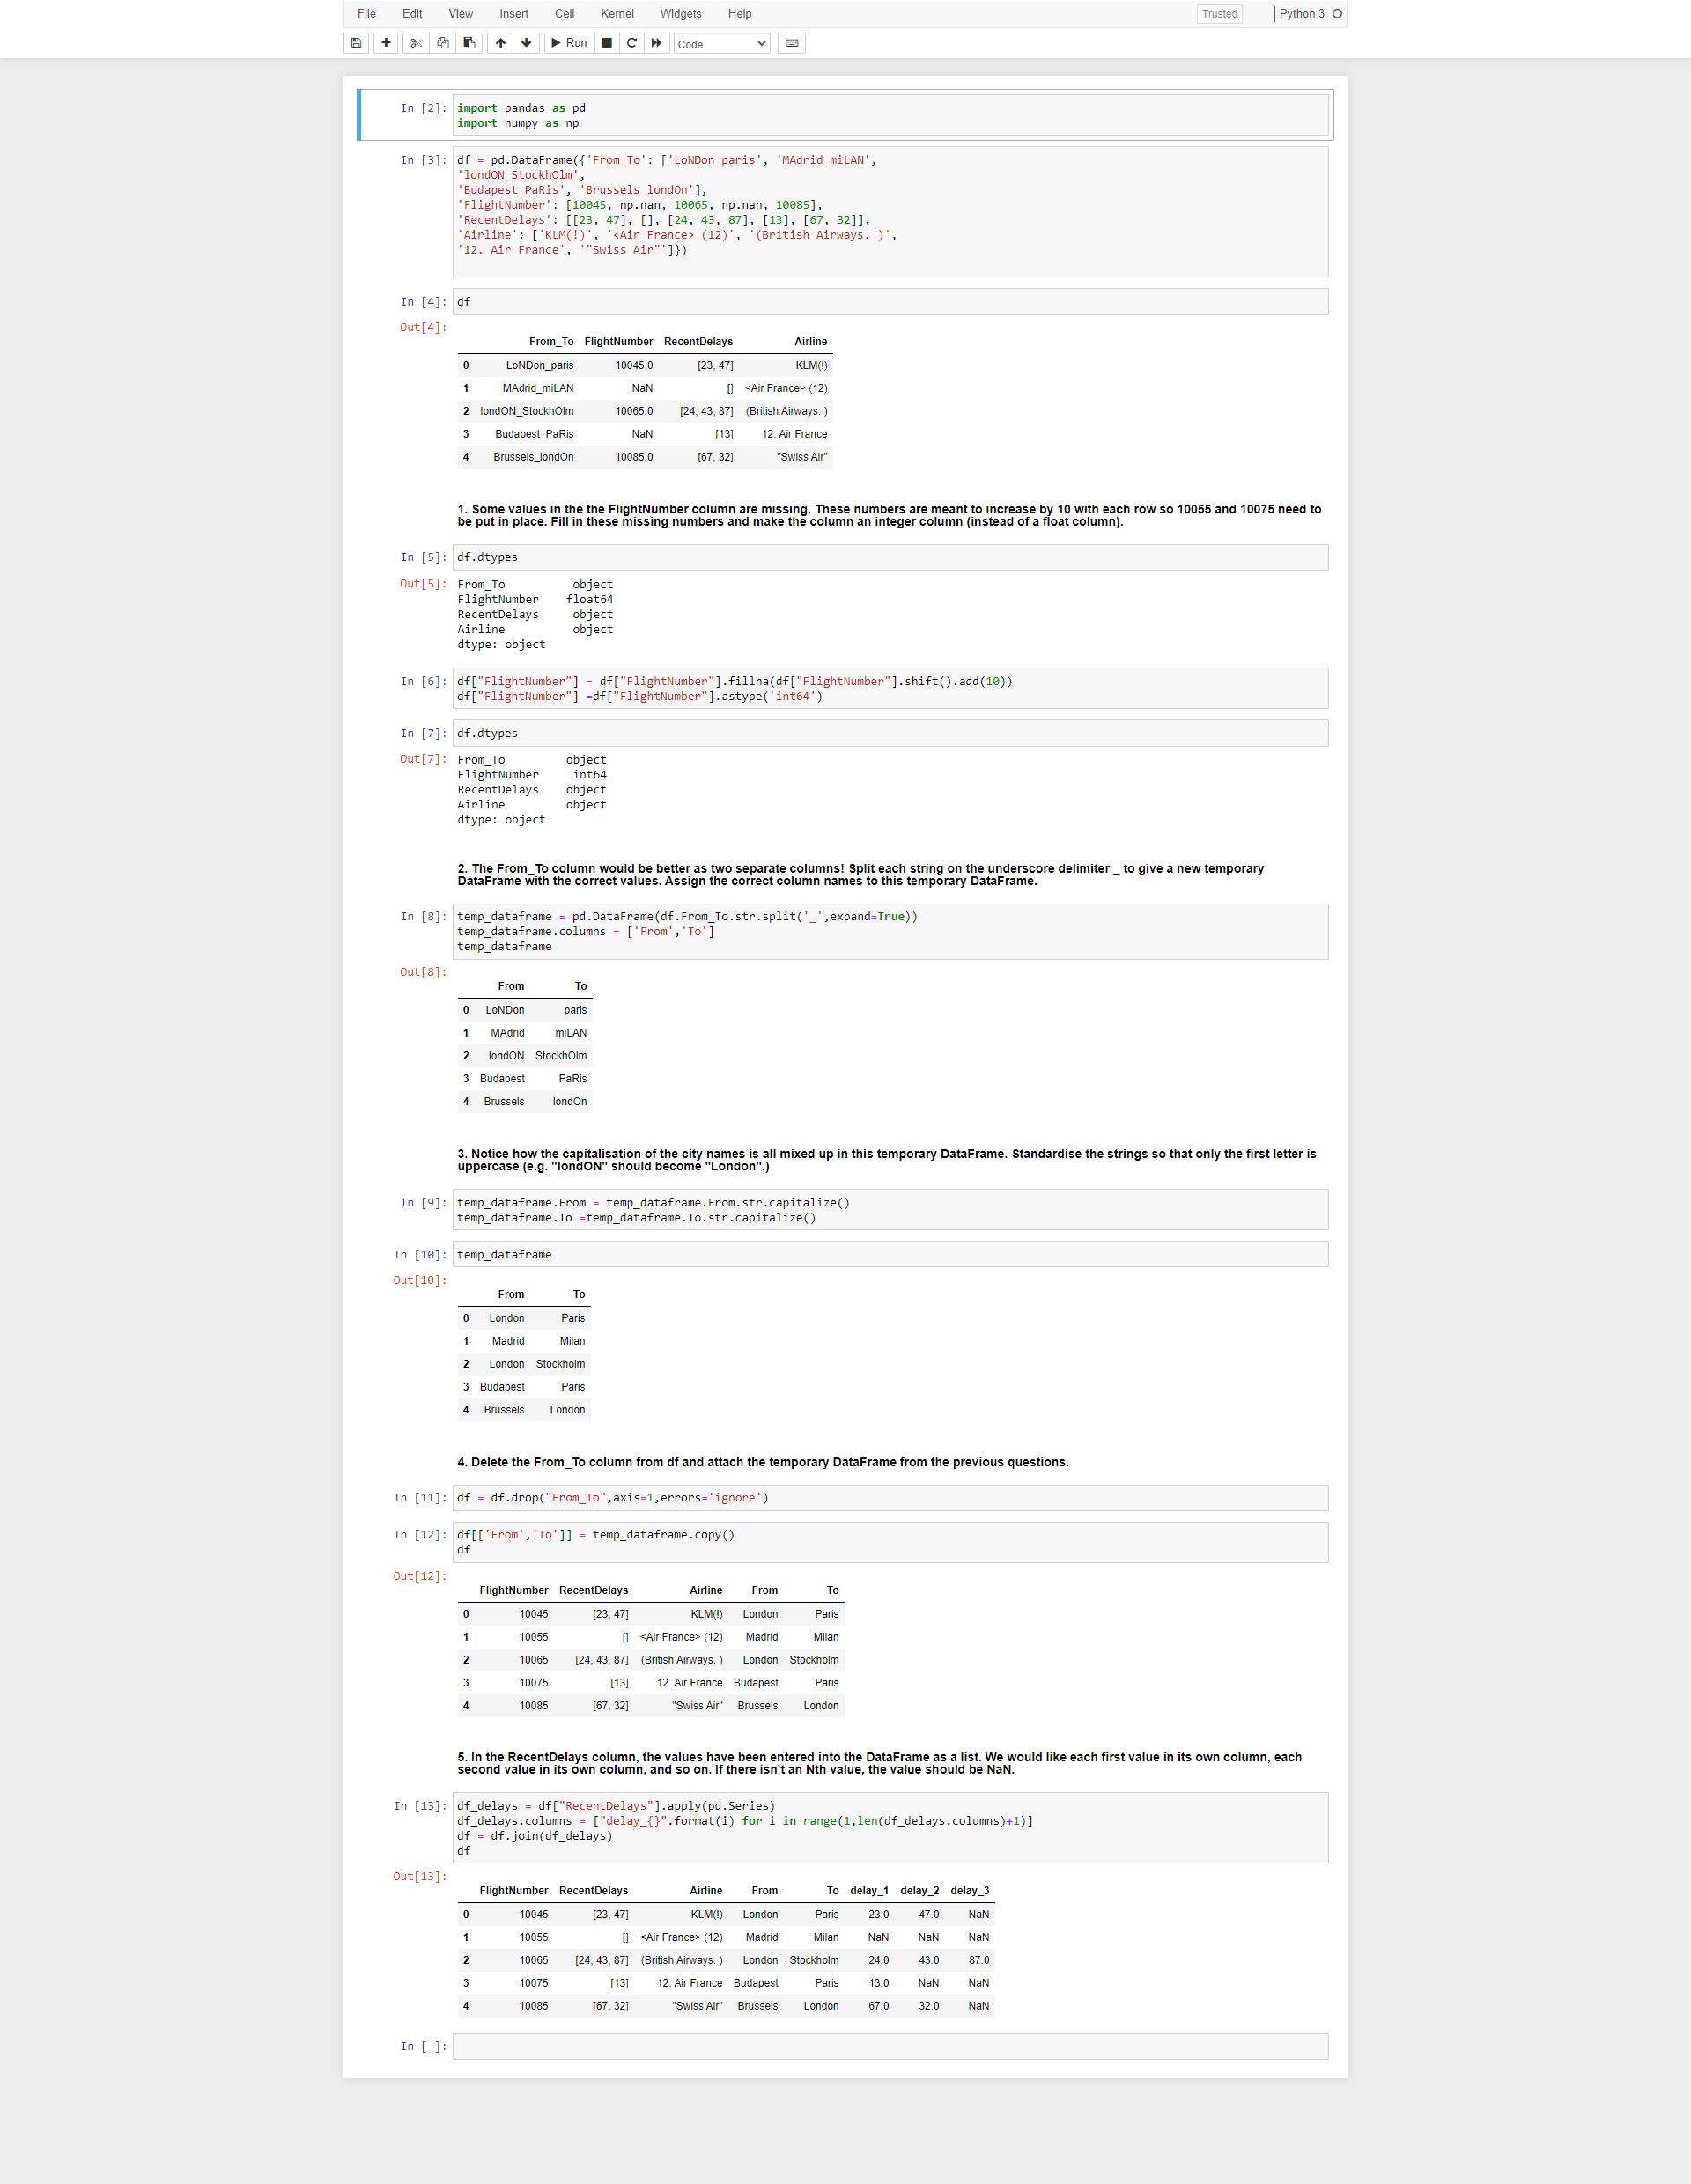 File Edit View Insert Cell Kernel Widgets Help Trusted Python 3
Run Code
In [2]: import pandas as pd
import numpy as np
In [3]: df = pd.DataFrame({'From_To': ['LoNDon_paris', 'MAdrid_miLAN',
'londON_StockhOlm',
'Budapest_PaRis', 'Brussels_londOn'],
'FlightNumber': [10045, np.nan, 10065, np.nan, 10085],
'RecentDelays': [[23, 47], [], [24, 43, 87], [13], [67, 32]],
'Airline': ['KLM(!)', '<Air France> (12)', '(British Airways. )',
'12. Air France', '"Swiss Air"']})
In [4]: df
Out[4]:
From_To FlightNumber RecentDelays Airline
0 LoNDon_paris 10045.0 [23, 47] KLM(!)
1 MAdrid_miLAN NaN [] <Air France> (12)
2 londON_StockhOlm 10065.0 [24, 43, 87] (British Airways. )
3 Budapest_PaRis NaN [13] 12. Air France
4 Brussels_londOn 10085.0 [67, 32] "Swiss Air"
1. Some values in the the FlightNumber column are missing. These numbers are meant to increase by 10 with each row so 10055 and 10075 need to
be put in place. Fill in these missing numbers and make the column an integer column (instead of a float column).
In [5]: df.dtypes
Out[5]: From_To object
FlightNumber float64
RecentDelays object
Airline object
dtype: object
In [6]: df["FlightNumber"] = df["FlightNumber"].fillna(df["FlightNumber"].shift().add(10))
df["FlightNumber"] =df["FlightNumber"].astype('int64')
In [7]: df.dtypes
Out[7]: From_To object
FlightNumber int64
RecentDelays object
Airline object
dtype: object
2. The From_To column would be better as two separate columns! Split each string on the underscore delimiter _ to give a new temporary
DataFrame with the correct values. Assign the correct column names to this temporary DataFrame.
In [8]: temp_dataframe = pd.DataFrame(df.From_To.str.split('_',expand=True))
temp_dataframe.columns = ['From','To']
temp_dataframe
Out[8]:
From To
0 LoNDon paris
1 MAdrid miLAN
2 londON StockhOlm
3 Budapest PaRis
4 Brussels londOn
3. Notice how the capitalisation of the city names is all mixed up in this temporary DataFrame. Standardise the strings so that only the first letter is
uppercase (e.g. "londON" should become "London".)
In [9]: temp_dataframe.From = temp_dataframe.From.str.capitalize()
temp_dataframe.To =temp_dataframe.To.str.capitalize()
In [10]: temp_dataframe
Out[10]:
From To
0 London Paris
1 Madrid Milan
2 London Stockholm
3 Budapest Paris
4 Brussels London
4. Delete the From_To column from df and attach the temporary DataFrame from the previous questions.
In [11]: df = df.drop("From_To",axis=1,errors='ignore')
In [12]: df[['From','To']] = temp_dataframe.copy()
df
Out[12]:
FlightNumber RecentDelays Airline From To
0 10045 [23, 47] KLM(!) London Paris
1 10055 [] <Air France> (12) Madrid Milan
2 10065 [24, 43, 87] (British Airways. ) London Stockholm
3 10075 [13] 12. Air France Budapest Paris
4 10085 [67, 32] "Swiss Air" Brussels London
5. In the RecentDelays column, the values have been entered into the DataFrame as a list. We would like each first value in its own column, each
second value in its own column, and so on. If there isn't an Nth value, the value should be NaN.
In [13]: df_delays = df["RecentDelays"].apply(pd.Series)
df_delays.columns = ["delay_{}".format(i) for i in range(1,len(df_delays.columns)+1)]
df = df.join(df_delays)
df
Out[13]:
FlightNumber RecentDelays Airline From To delay_1 delay_2 delay_3
0 10045 [23, 47] KLM(!) London Paris 23.0 47.0 NaN
1 10055 [] <Air France> (12) Madrid Milan NaN NaN NaN
2 10065 [24, 43, 87] (British Airways. ) London Stockholm 24.0 43.0 87.0
3 10075 [13] 12. Air France Budapest Paris 13.0 NaN NaN
4 10085 [67, 32] "Swiss Air" Brussels London 67.0 32.0 NaN
In [ ]: